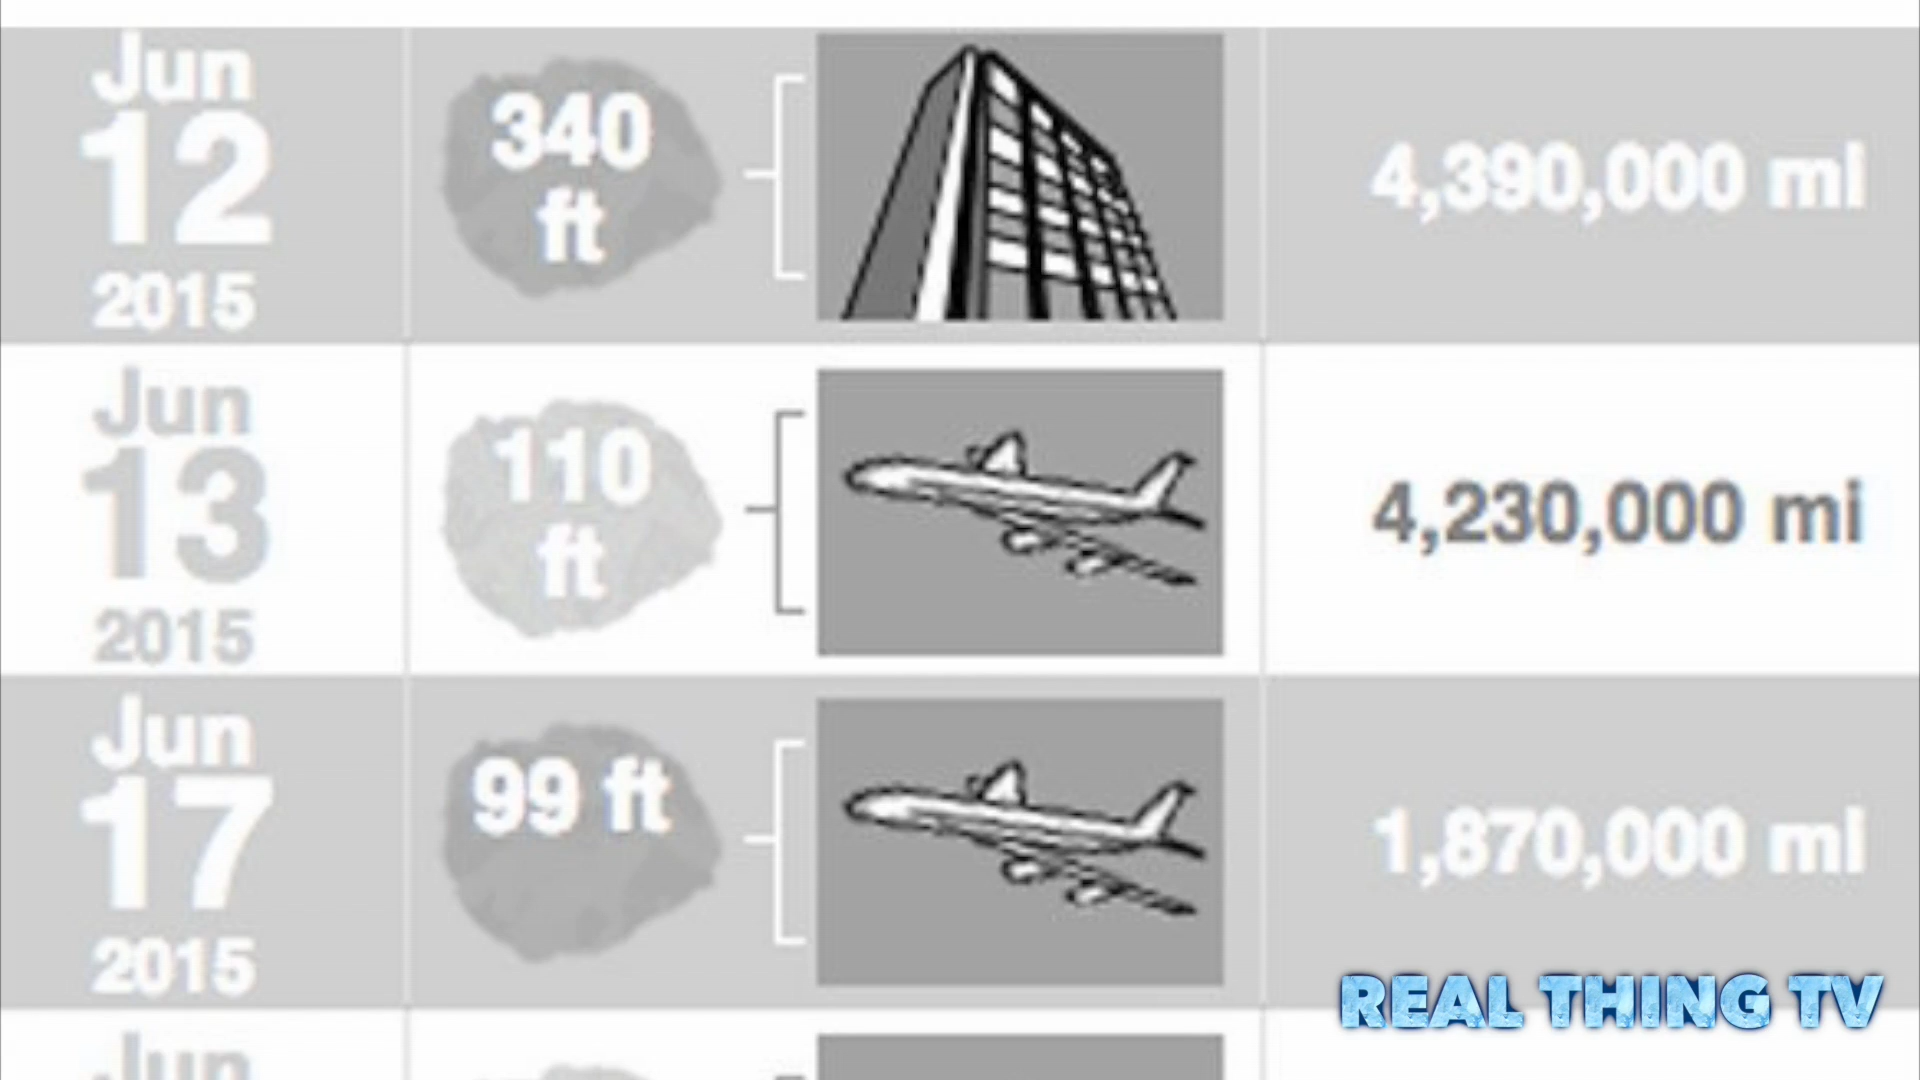 Jun
12
2015
340
ft
4,390,000 mi
Jun
13
2015
110
ft
4,230,000 mi
Jun
17
2015
99 ft
1,870,000 mi
REAL THING TV
Jun